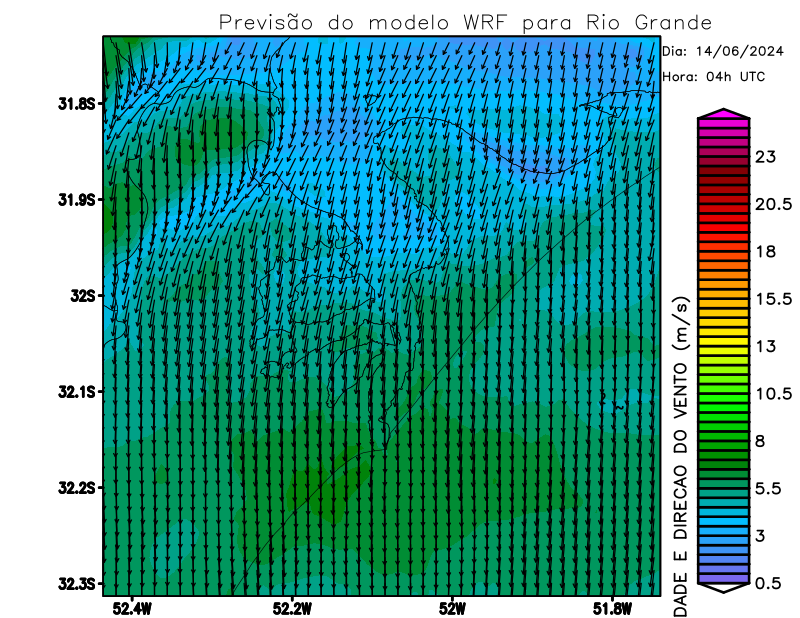 Previsão do modelo WRF para Rio Grande
Dia: 14/06/2024
Hora: 04h UTC
31.8S
31.9S
32S
32.1S
32.2S
32.3S
52.4W 52.2W 52W 51.8W
23
20.5
18
15.5
13
10.5
8
5.5
3
0.5
DADE E DIRECAO DO VENTO (m/s)